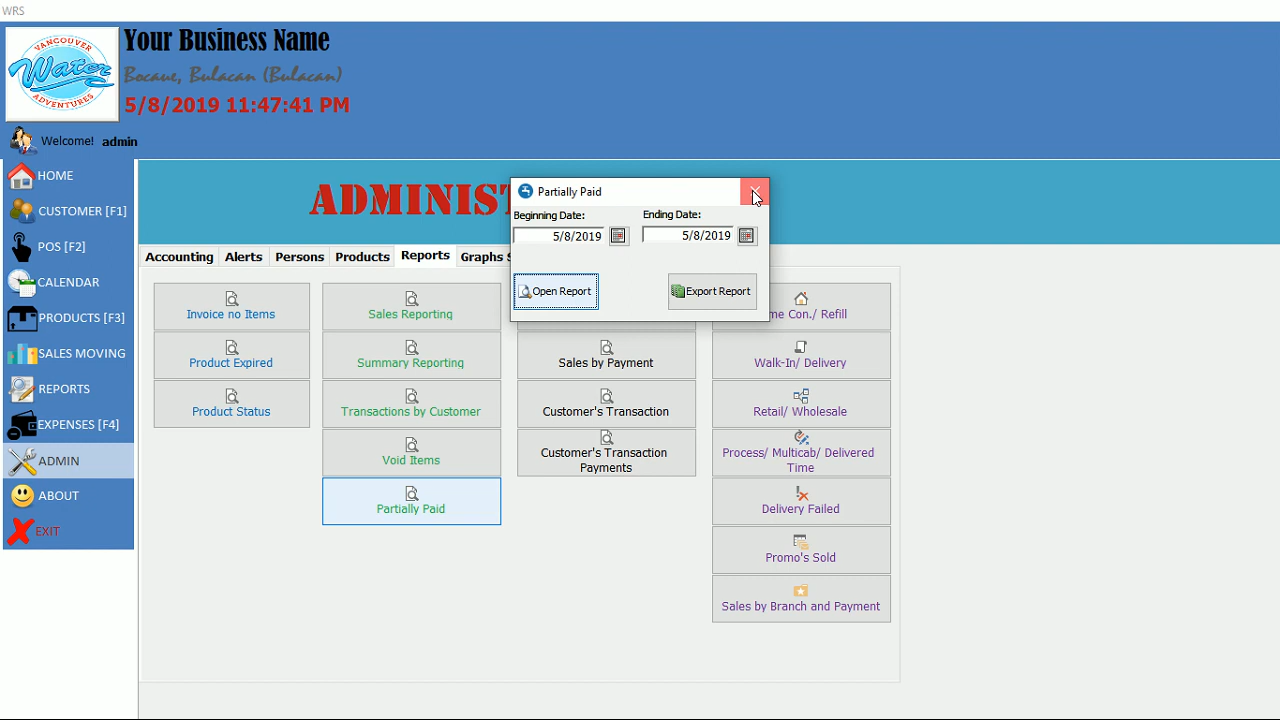 WRS
VANCOUVER
Water
ADVENTURES
Your Business Name
Bocaue, Bulacan (Bulacan)
5/8/2019 11:47:41 PM
Welcome! admin
HOME
CUSTOMER [F1]
POS [F2]
CALENDAR
PRODUCTS [F3]
SALES MOVING
REPORTS
EXPENSES [F4]
ADMIN
ABOUT
EXIT
ADMINIST
Partially Paid
Beginning Date:
Ending Date:
5/8/2019
5/8/2019
Open Report
Export Report
Accounting
Alerts
Persons
Products
Reports
Graphs S
Invoice no Items
Product Expired
Product Status
Sales Reporting
Summary Reporting
Transactions by Customer
Void Items
Partially Paid
Sales by Payment
Customer's Transaction
Customer's Transaction
Payments
me Con./ Refill
Walk-In/ Delivery
Retail/ Wholesale
Process/ Multicab/ Delivered
Time
Delivery Failed
Promo's Sold
Sales by Branch and Payment